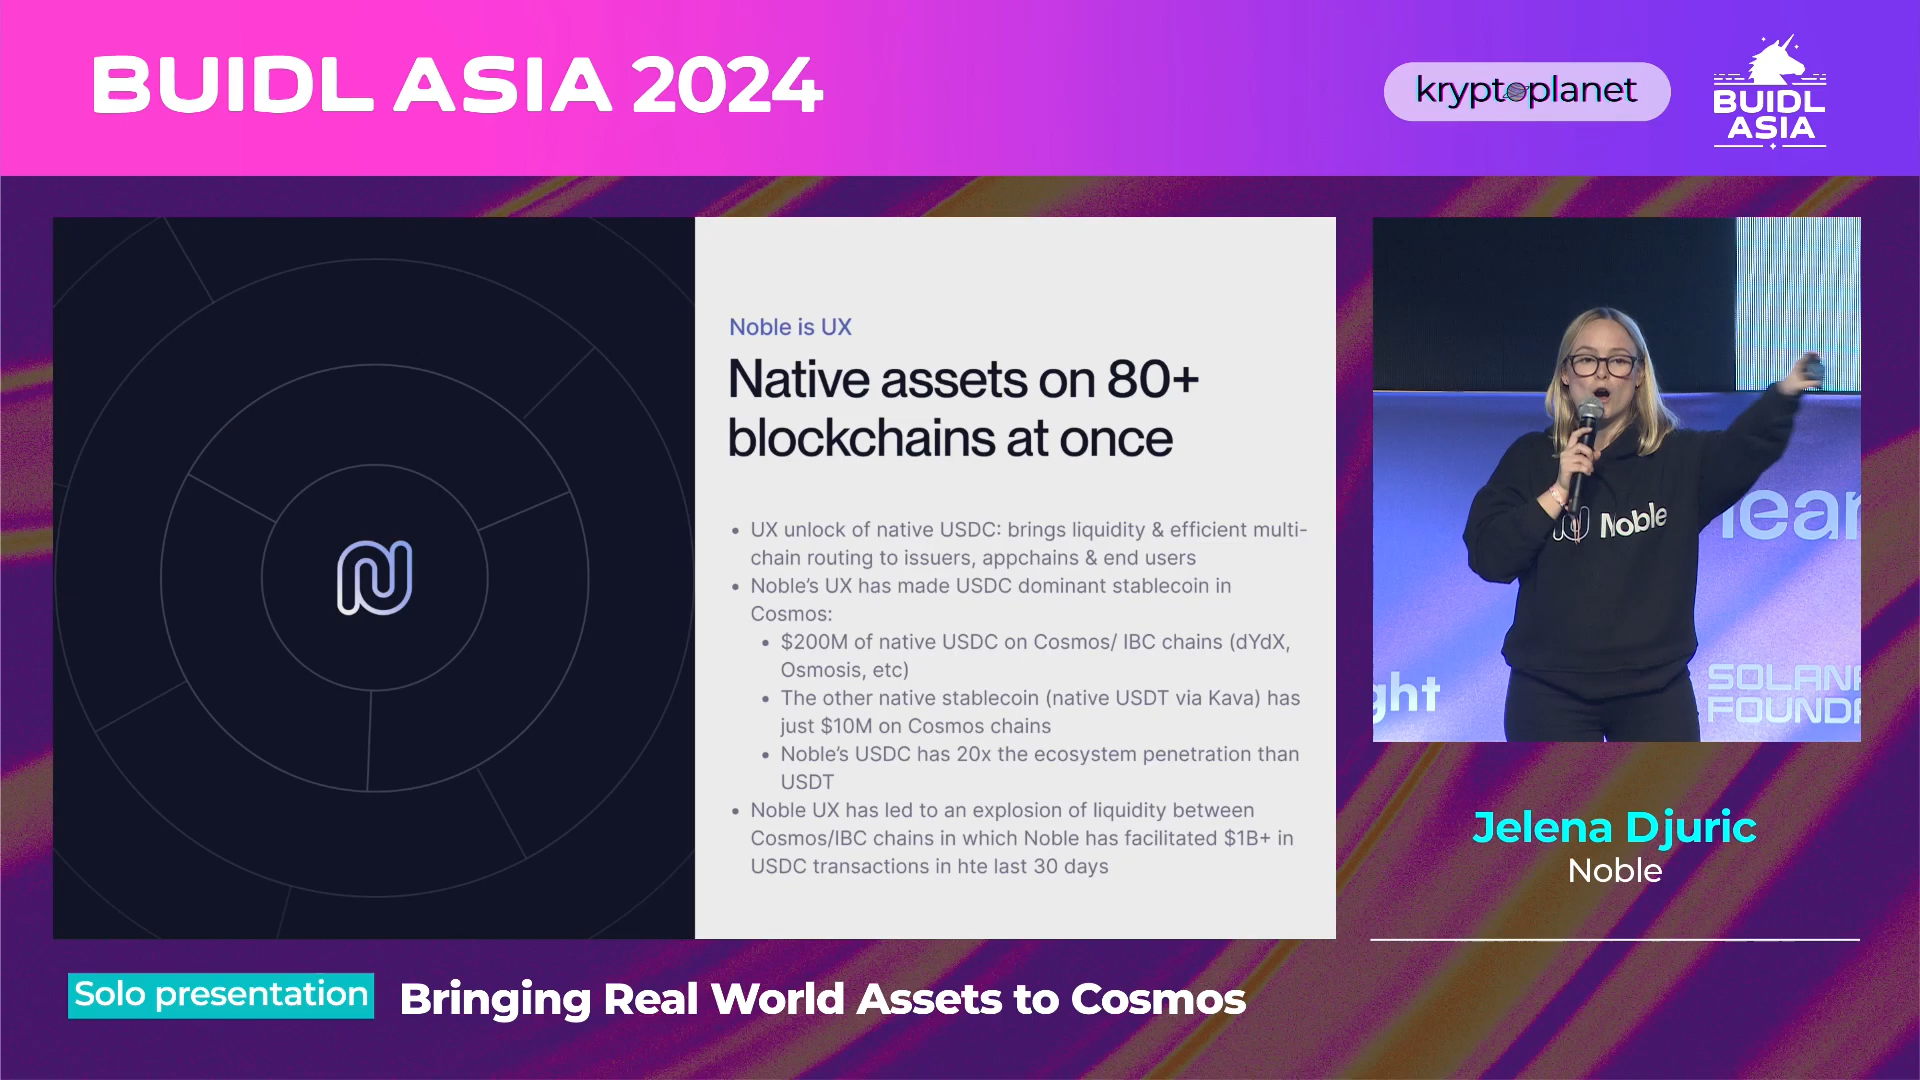 BUIDL ASIA 2024
kryptoplanet
BUIDL
ASIA
Noble is UX
Native assets on 80+
blockchains at once
• UX unlock of native USDC: brings liquidity & efficient multi-
chain routing to issuers, appchains & end users
• Noble's UX has made USDC dominant stablecoin in
Cosmos:
• $200M of native USDC on Cosmos/ IBC chains (dYdX,
Osmosis, etc)
• The other native stablecoin (native USDT via Kava) has
just $10M on Cosmos chains
• Noble's USDC has 20x the ecosystem penetration than
USDT
• Noble UX has led to an explosion of liquidity between
Cosmos/IBC chains in which Noble has facilitated $1B+ in
USDC transactions in hte last 30 days
Noble
ght
SOLAN
FOUND
Jelena Djuric
Noble
Solo presentation
Bringing Real World Assets to Cosmos